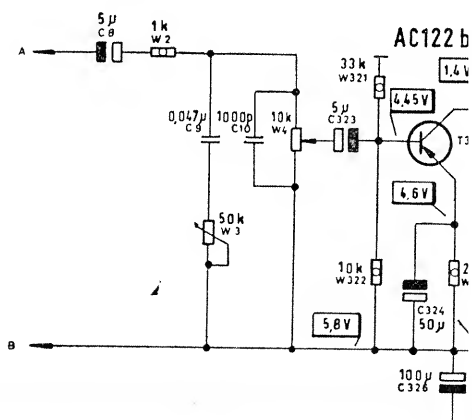 5µ
C8
1k
W2
A
AC122 b
33k
W321
1,4V
0,047µ
C9
1000p
C10
10k
W4
5µ
C323
4,45V
T3
4,6V
50k
W3
10k
W322
2
W
C324
50µ
5,8V
B
100µ
C326